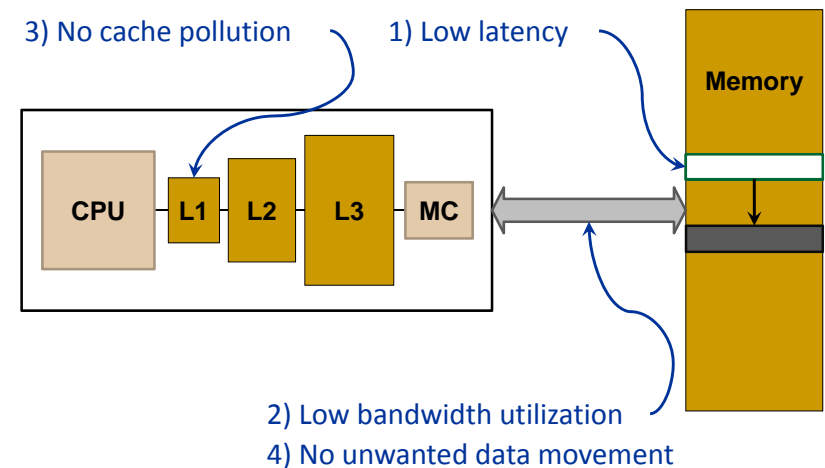 3) No cache pollution
1) Low latency
Memory
CPU
L1
L2
L3
MC
2) Low bandwidth utilization
4) No unwanted data movement